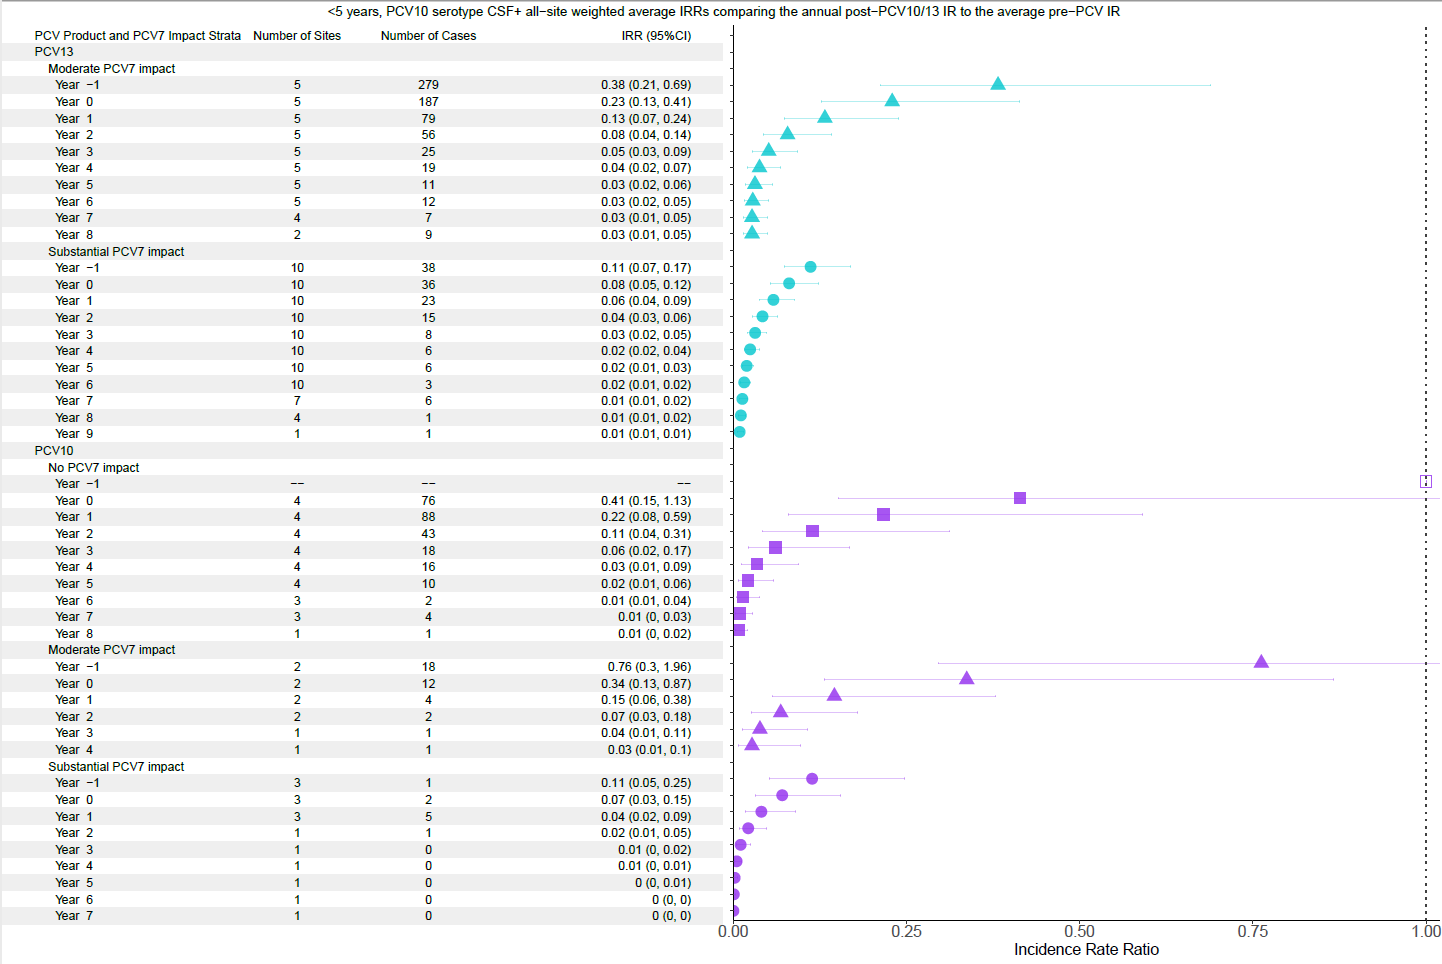 <5 years, PCV10 serotype CSF+ all−site weighted average IRRs comparing the annual post−PCV10/13 IR to the average pre−PCV IR
PCV Product and PCV7 Impact Strata Number of Sites Number of Cases IRR (95%CI)
PCV13
Moderate PCV7 impact
Year −1 5 279 0.38 (0.21, 0.69)
Year 0 5 187 0.23 (0.13, 0.41)
Year 1 5 79 0.13 (0.07, 0.24)
Year 2 5 56 0.08 (0.04, 0.14)
Year 3 5 25 0.05 (0.03, 0.09)
Year 4 5 19 0.04 (0.02, 0.07)
Year 5 5 11 0.03 (0.02, 0.06)
Year 6 5 12 0.03 (0.02, 0.05)
Year 7 4 7 0.03 (0.01, 0.05)
Year 8 2 9 0.03 (0.01, 0.05)
Substantial PCV7 impact
Year −1 10 38 0.11 (0.07, 0.17)
Year 0 10 36 0.08 (0.05, 0.12)
Year 1 10 23 0.06 (0.04, 0.09)
Year 2 10 15 0.04 (0.03, 0.06)
Year 3 10 8 0.03 (0.02, 0.05)
Year 4 10 6 0.02 (0.02, 0.04)
Year 5 10 6 0.02 (0.01, 0.03)
Year 6 10 3 0.02 (0.01, 0.02)
Year 7 7 6 0.01 (0.01, 0.02)
Year 8 4 1 0.01 (0.01, 0.02)
Year 9 1 1 0.01 (0.01, 0.01)
PCV10
No PCV7 impact
Year −1 −− −− −−
Year 0 4 76 0.41 (0.15, 1.13)
Year 1 4 88 0.22 (0.08, 0.59)
Year 2 4 43 0.11 (0.04, 0.31)
Year 3 4 18 0.06 (0.02, 0.17)
Year 4 4 16 0.03 (0.01, 0.09)
Year 5 4 10 0.02 (0.01, 0.06)
Year 6 3 2 0.01 (0.01, 0.04)
Year 7 3 4 0.01 (0, 0.03)
Year 8 1 1 0.01 (0, 0.02)
Moderate PCV7 impact
Year −1 2 18 0.76 (0.3, 1.96)
Year 0 2 12 0.34 (0.13, 0.87)
Year 1 2 4 0.15 (0.06, 0.38)
Year 2 2 2 0.07 (0.03, 0.18)
Year 3 1 1 0.04 (0.01, 0.11)
Year 4 1 1 0.03 (0.01, 0.1)
Substantial PCV7 impact
Year −1 3 1 0.11 (0.05, 0.25)
Year 0 3 2 0.07 (0.03, 0.15)
Year 1 3 5 0.04 (0.02, 0.09)
Year 2 1 1 0.02 (0.01, 0.05)
Year 3 1 0 0.01 (0, 0.02)
Year 4 1 0 0.01 (0, 0.01)
Year 5 1 0 0 (0, 0.01)
Year 6 1 0 0 (0, 0)
Year 7 1 0 0 (0, 0)
0.00 0.25 0.50 0.75 1.00
Incidence Rate Ratio